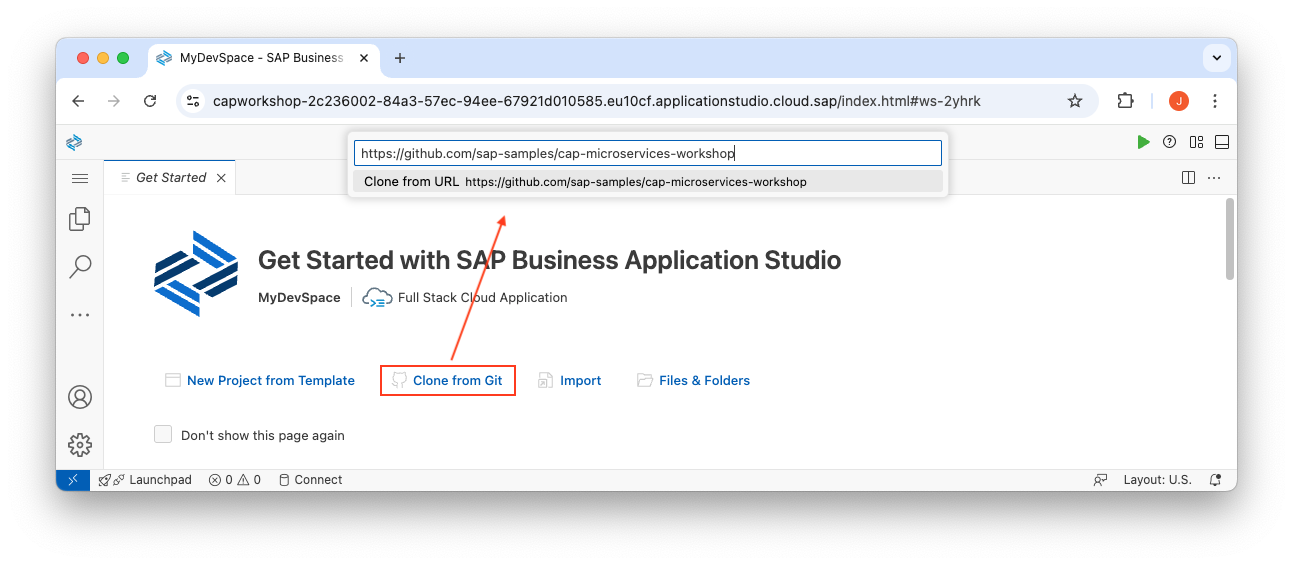 MyDevSpace - SAP Business
capworkshop-2c236002-84a3-57ec-94ee-67921d010585.eu10cf.applicationstudio.cloud.sap/index.html#ws-2yhrk
J
https://github.com/sap-samples/cap-microservices-workshop
Get Started
Clone from URL https://github.com/sap-samples/cap-microservices-workshop
Get Started with SAP Business Application Studio
MyDevSpace
Full Stack Cloud Application
New Project from Template
Clone from Git
Import
Files & Folders
Don't show this page again
Launchpad
0
0
Connect
Layout: U.S.